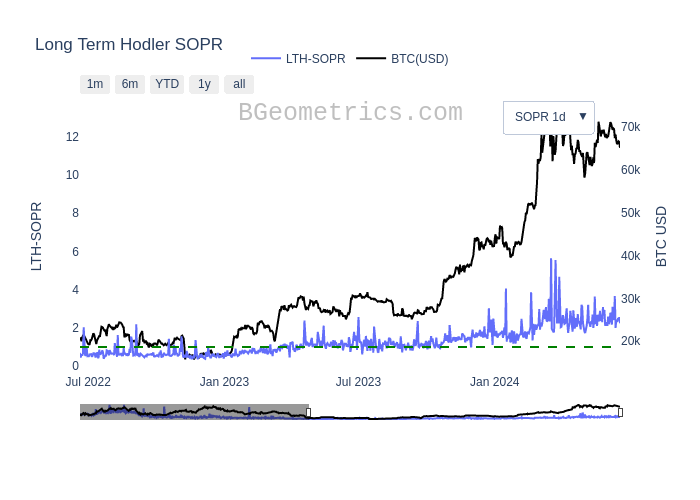 Long Term Hodler SOPR
LTH-SOPR
BTC(USD)
1m
6m
YTD
1y
all
BGeometrics.com
SOPR 1d ▼
12
10
8
6
4
2
0
LTH-SOPR
70k
60k
50k
40k
30k
20k
BTC USD
Jul 2022
Jan 2023
Jul 2023
Jan 2024